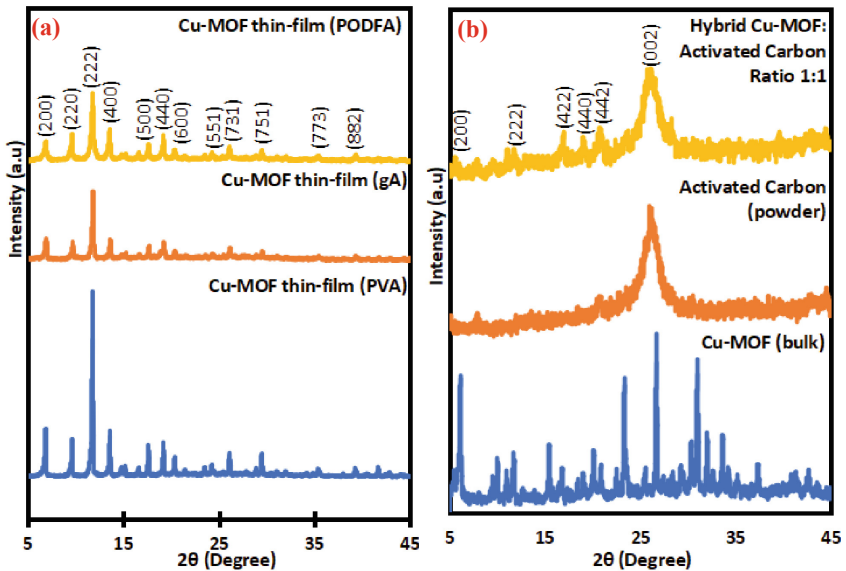 (a)
Cu-MOF thin-film (PODFA)
(200)
(220)
(222)
(400)
(500)
(440)
(600)
(551)
(731)
(751)
(773)
(882)
Cu-MOF thin-film (gA)
Cu-MOF thin-film (PVA)
Intensity (a.u)
5
15
25
35
45
2θ (Degree)
(b)
Hybrid Cu-MOF:
Activated Carbon
Ratio 1:1
(200)
(222)
(422)
(440)
(442)
(002)
Activated Carbon
(powder)
Cu-MOF (bulk)
Intensity (a.u)
5
15
25
35
45
2θ (Degree)